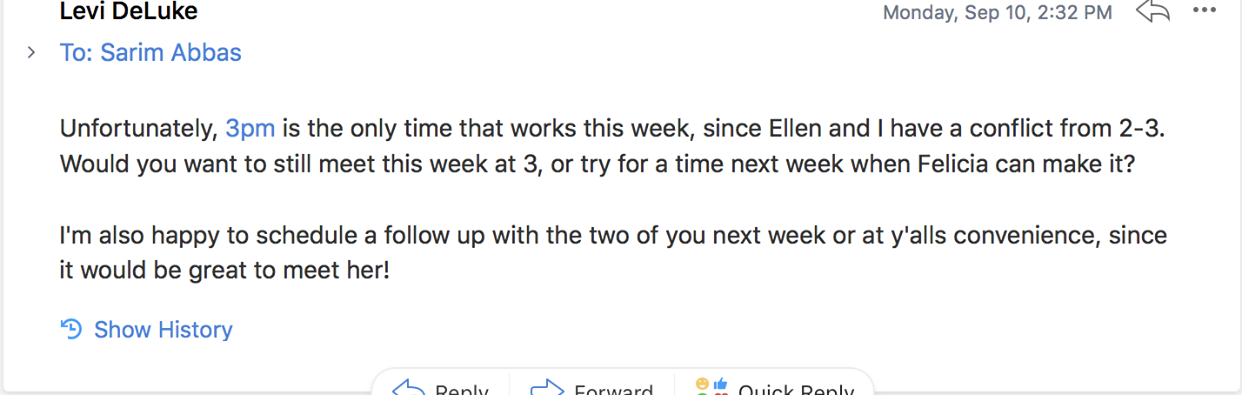 Levi DeLuke
Monday, Sep 10, 2:32 PM
To: Sarim Abbas
Unfortunately, 3pm is the only time that works this week, since Ellen and I have a conflict from 2-3.
Would you want to still meet this week at 3, or try for a time next week when Felicia can make it?
I'm also happy to schedule a follow up with the two of you next week or at y'alls convenience, since
it would be great to meet her!
Show History
Reply
Forward
Quick Reply